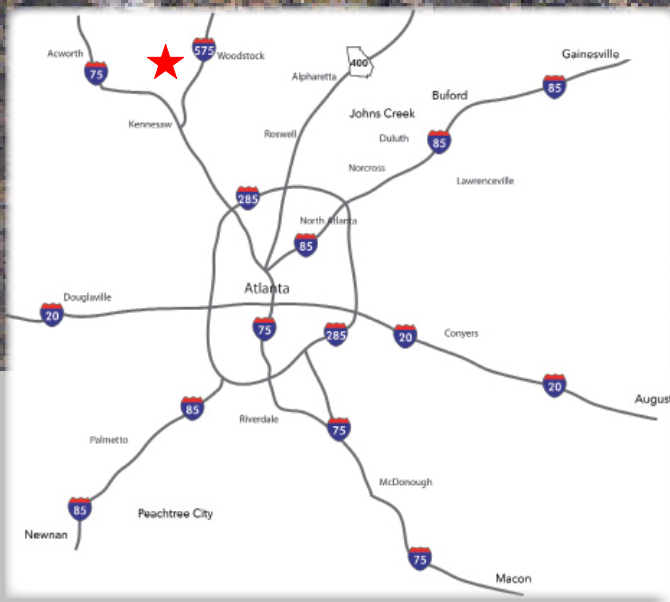 Acworth
575
Woodstock
75
400
Alpharetta
Gainesville
85
Buford
Johns Creek
Kennesaw
Roswell
Duluth
85
Norcross
Lawrenceville
285
North Atlanta
85
Atlanta
Douglaville
20
75
285
20
Conyers
20
August
85
Riverdale
75
Palmetto
McDonough
85
Peachtree City
Newnan
75
Macon